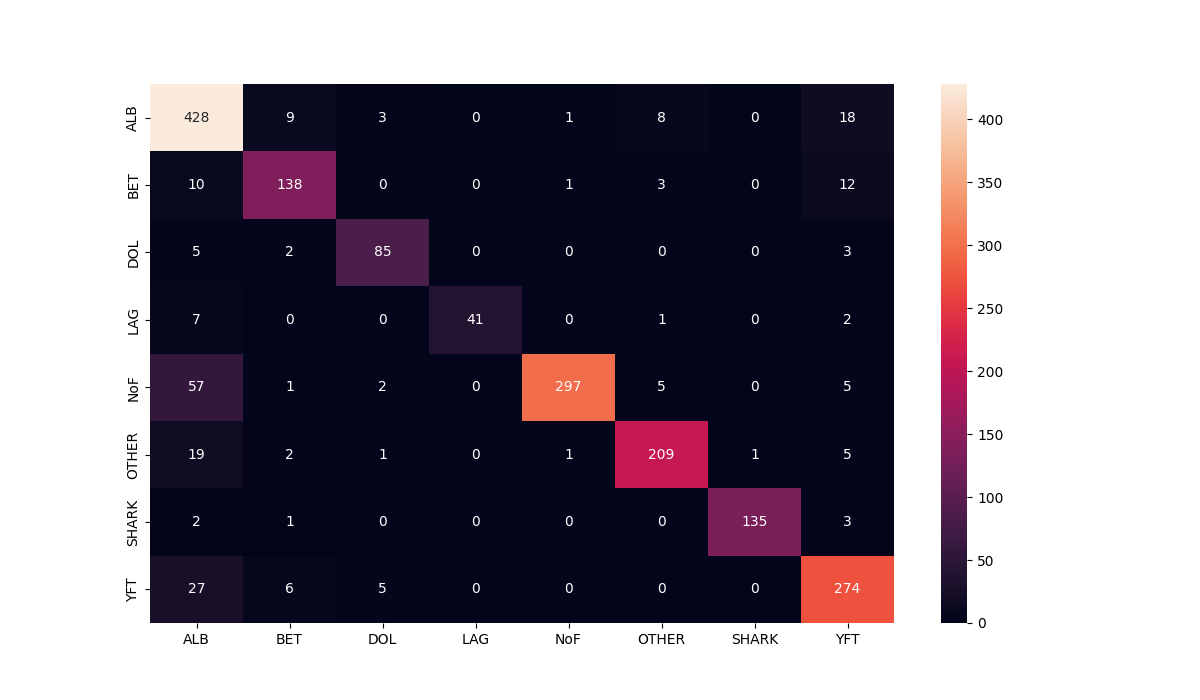 ALB 428 9 3 0 1 8 0 18
BET 10 138 0 0 1 3 0 12
DOL 5 2 85 0 0 0 0 3
LAG 7 0 0 41 0 1 0 2
NoF 57 1 2 0 297 5 0 5
OTHER 19 2 1 0 1 209 1 5
SHARK 2 1 0 0 0 0 135 3
YFT 27 6 5 0 0 0 0 274
ALB BET DOL LAG NoF OTHER SHARK YFT
400
350
300
250
200
150
100
50
0